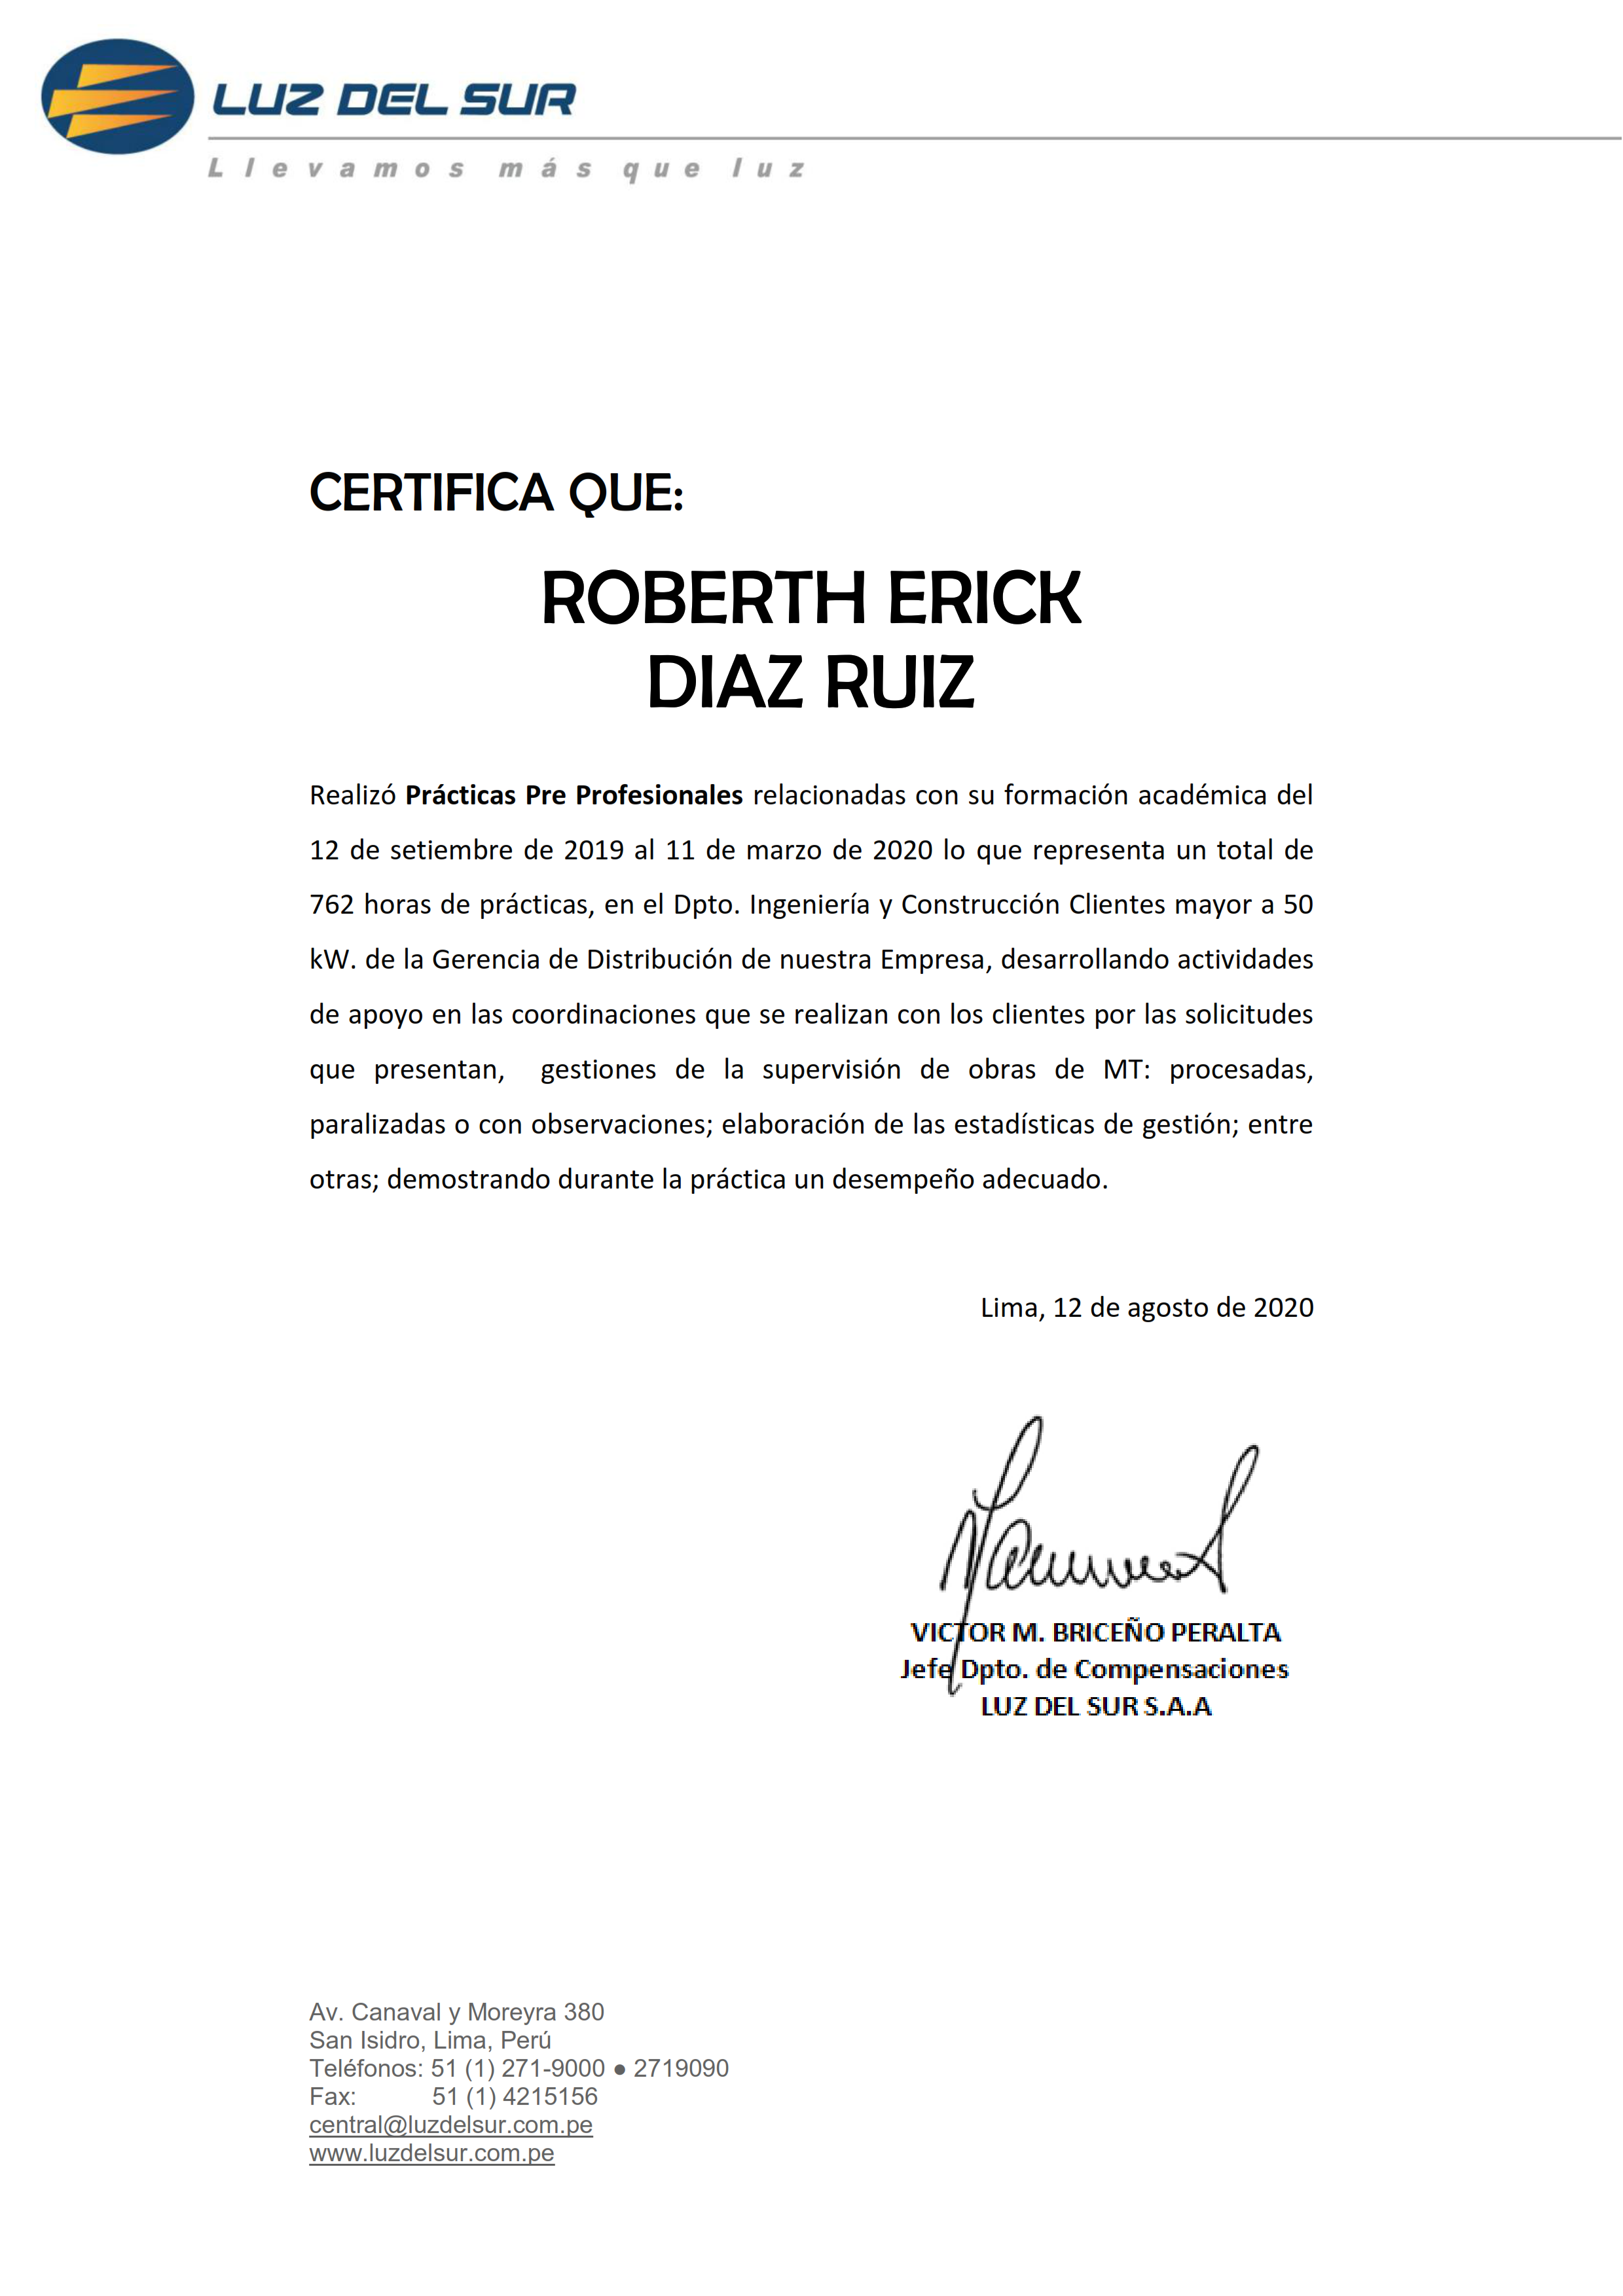 LUZ DEL SUR
Llevamos más que luz
CERTIFICA QUE:
ROBERTH ERICK
DIAZ RUIZ
Realizó Prácticas Pre Profesionales relacionadas con su formación académica del
12 de setiembre de 2019 al 11 de marzo de 2020 lo que representa un total de
762 horas de prácticas, en el Dpto. Ingeniería y Construcción Clientes mayor a 50
kW. de la Gerencia de Distribución de nuestra Empresa, desarrollando actividades
de apoyo en las coordinaciones que se realizan con los clientes por las solicitudes
que presentan, gestiones de la supervisión de obras de MT: procesadas,
paralizadas o con observaciones; elaboración de las estadísticas de gestión; entre
otras; demostrando durante la práctica un desempeño adecuado.
Lima, 12 de agosto de 2020
VICTOR M. BRICEÑO PERALTA
Jefe Dpto. de Compensaciones
LUZ DEL SUR S.A.A
Av. Canaval y Moreyra 380
San Isidro, Lima, Perú
Teléfonos: 51 (1) 271-9000 ● 2719090
Fax: 51 (1) 4215156
central@luzdelsur.com.pe
www.luzdelsur.com.pe